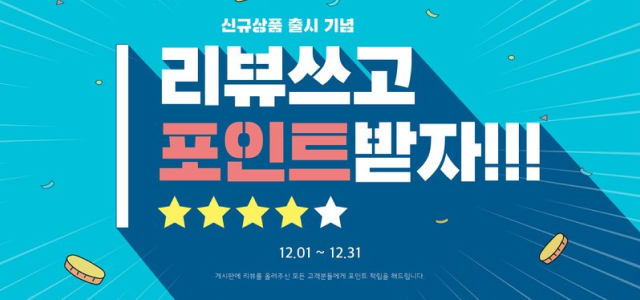 신규상품 출시 기념
리뷰쓰고
포인트받자!!!
12.01 ~ 12.31
게시판에 리뷰를 올려주신 모든 고객분들에게 포인트 적립을 해드립니다.